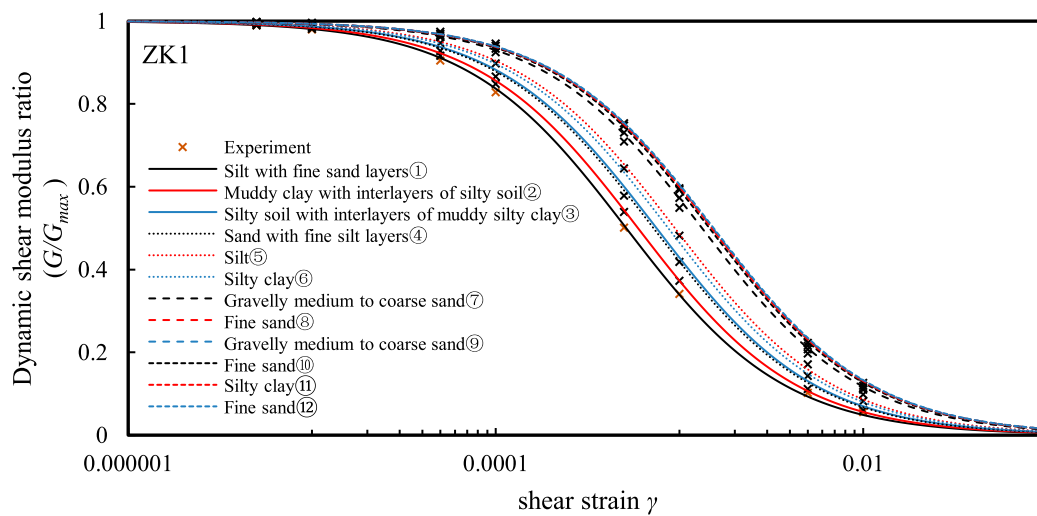 Dynamic shear modulus ratio
(G/Gmax)
1
0.8
0.6
0.4
0.2
0
ZK1
Experiment
Silt with fine sand layers①
Muddy clay with interlayers of silty soil②
Silty soil with interlayers of muddy silty clay③
Sand with fine silt layers④
Silt⑤
Silty clay⑥
Gravelly medium to coarse sand⑦
Fine sand⑧
Gravelly medium to coarse sand⑨
Fine sand⑩
Silty clay⑪
Fine sand⑫
0.000001 0.0001 0.01
shear strain γ